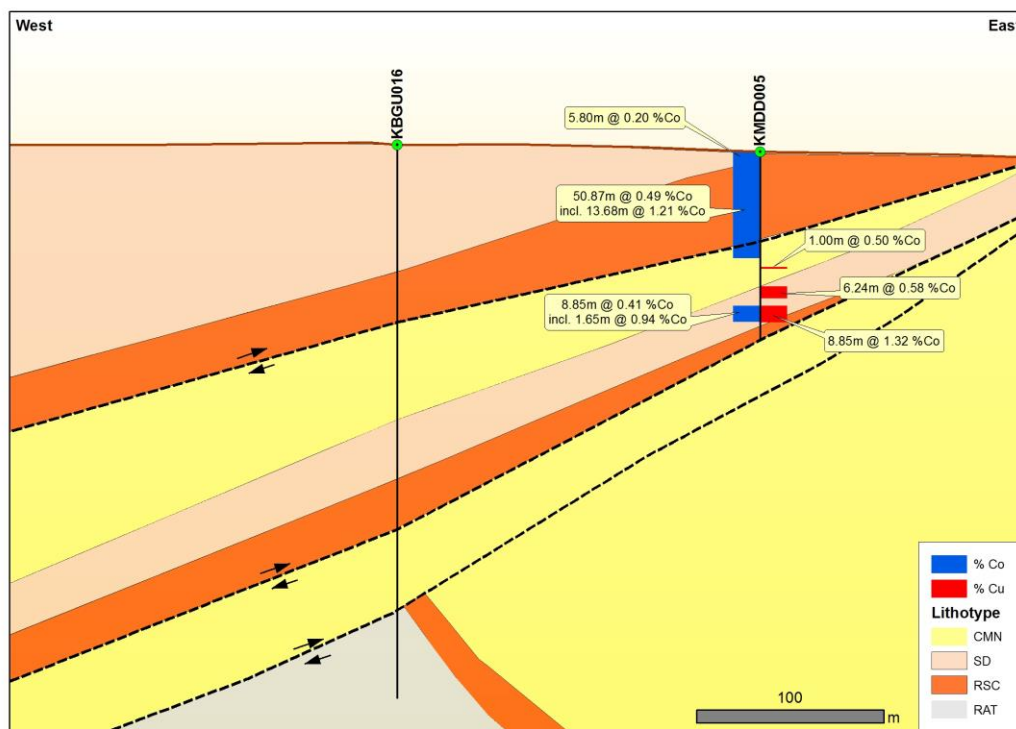 West
East
KBGU016
KMDD005
5.80m @ 0.20 %Co
50.87m @ 0.49 %Co
incl. 13.68m @ 1.21 %Co
1.00m @ 0.50 %Co
6.24m @ 0.58 %Co
8.85m @ 0.41 %Co
incl. 1.65m @ 0.94 %Co
8.85m @ 1.32 %Co
% Co
% Cu
Lithotype
CMN
SD
RSC
RAT
100
m